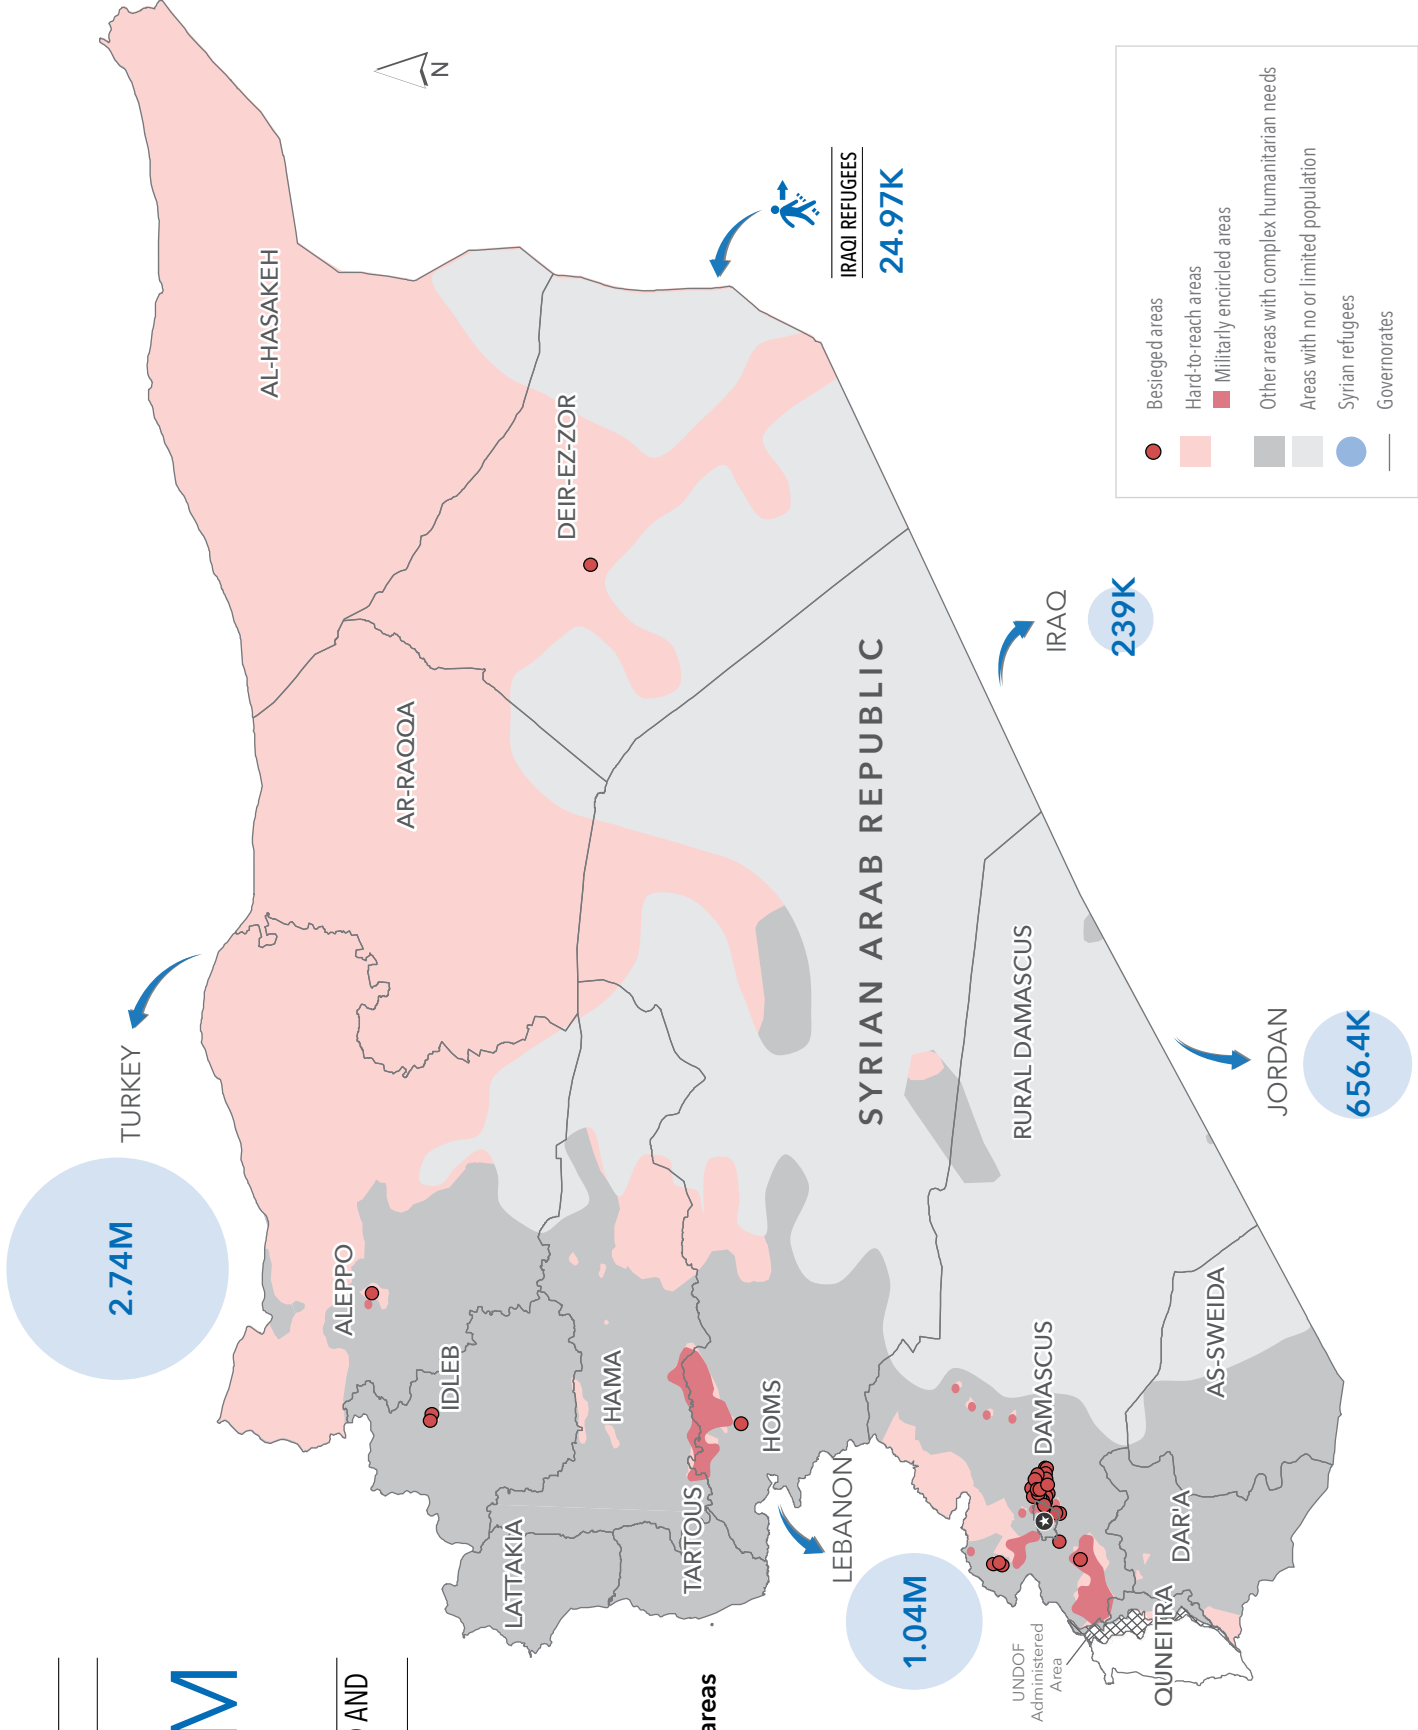 M
AND
areas
TURKEY
2.74M
AL-HASAKEH
N
ALEPPO
AR-RAQQA
IDLEB
DEIR-EZ-ZOR
LATTAKIA
HAMA
TARTOUS
HOMS
IRAQI REFUGEES
24.97K
SYRIAN ARAB REPUBLIC
LEBANON
1.04M
UNDOF
Administered
Area
DAMASCUS
RURAL DAMASCUS
IRAQ
239K
QUNEITRA
DAR'A
AS-SWEIDA
JORDAN
656.4K
Besieged areas
Hard-to-reach areas
Militarly encircled areas
Other areas with complex humanitarian needs
Areas with no or limited population
Syrian refugees
Governorates